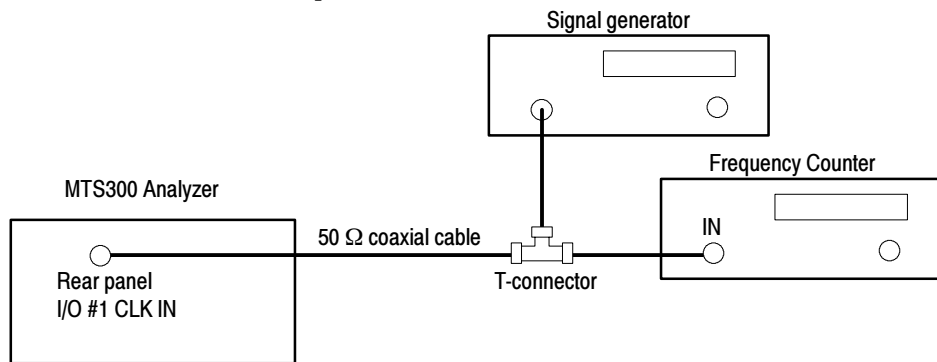 Signal generator
Frequency Counter
MTS300 Analyzer
IN
50 Ω coaxial cable
T-connector
Rear panel
I/O #1 CLK IN